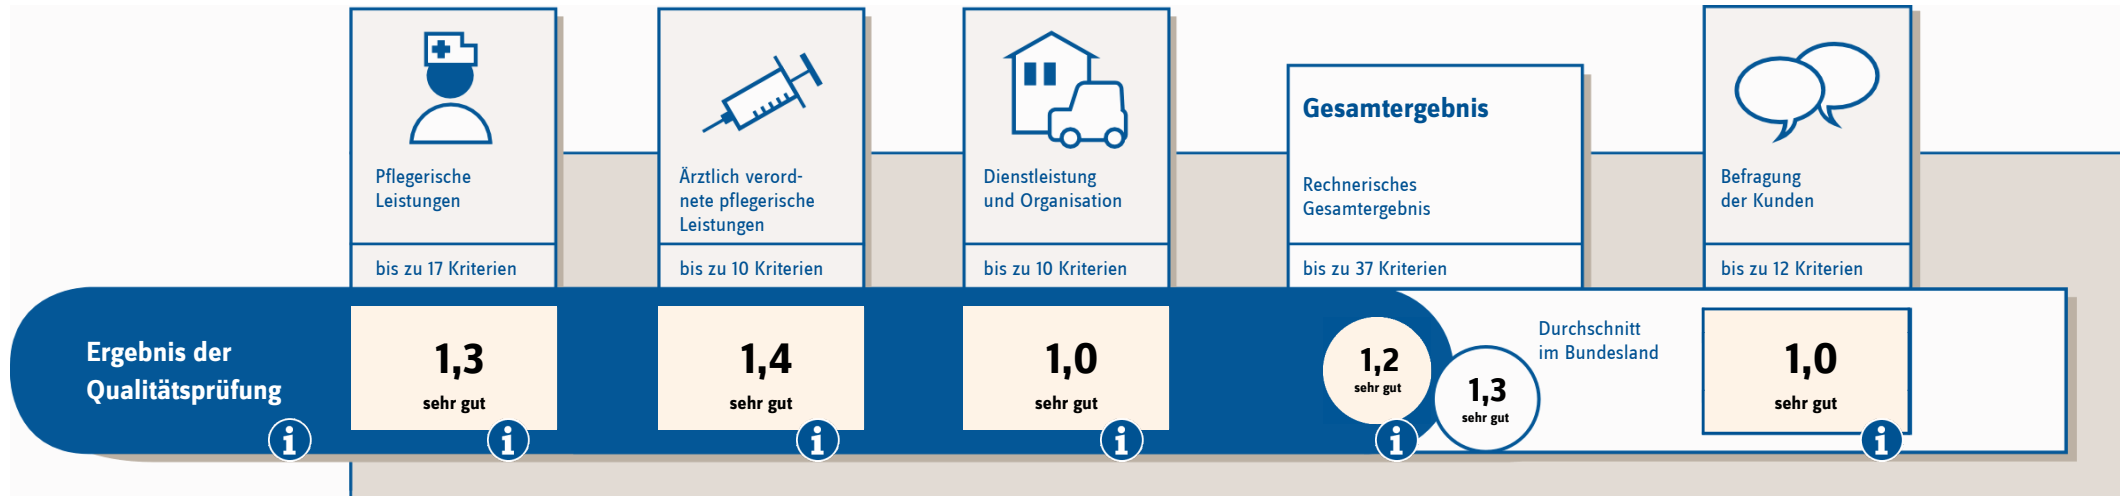 Pflegerische
Leistungen
bis zu 17 Kriterien
Ärztlich verord-
nete pflegerische
Leistungen
bis zu 10 Kriterien
Dienstleistung
und Organisation
bis zu 10 Kriterien
Gesamtergebnis
Rechnerisches
Gesamtergebnis
bis zu 37 Kriterien
Befragung
der Kunden
bis zu 12 Kriterien
Ergebnis der
Qualitätsprüfung
i
1,3
sehr gut
i
1,4
sehr gut
i
1,0
sehr gut
i
1,2
sehr gut
i
1,3
sehr gut
Durchschnitt
im Bundesland
1,0
sehr gut
i